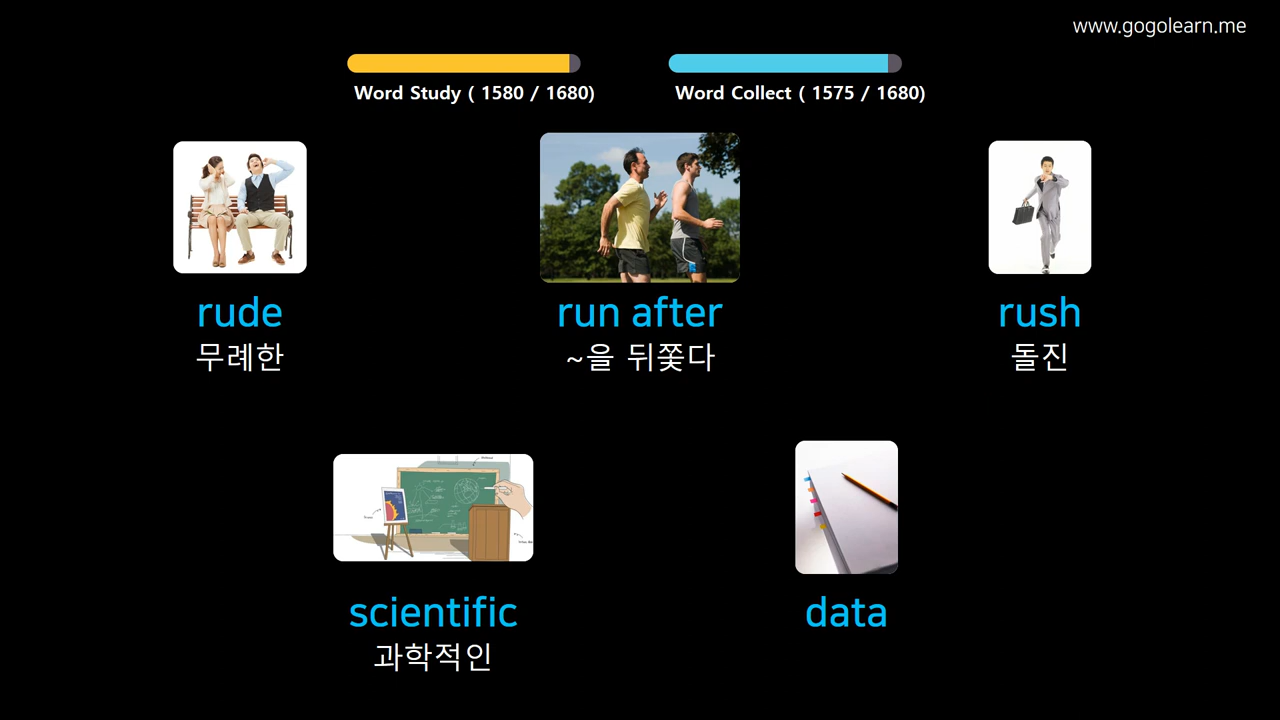 www.gogolearn.me
Word Study ( 1580 / 1680)
Word Collect ( 1575 / 1680)
rude
무례한
run after
~을 뒤쫓다
rush
돌진
scientific
과학적인
data